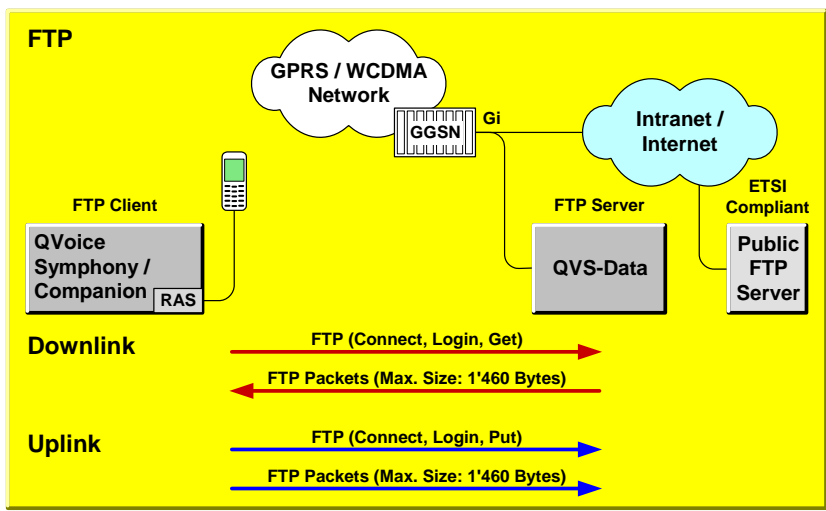 FTP
GPRS / WCDMA
Network
GGSN
Gi
Intranet /
Internet
FTP Client
FTP Server
ETSI
Compliant
QVoice
Symphony /
Companion
RAS
QVS-Data
Public
FTP
Server
Downlink
FTP (Connect, Login, Get)
FTP Packets (Max. Size: 1'460 Bytes)
Uplink
FTP (Connect, Login, Put)
FTP Packets (Max. Size: 1'460 Bytes)